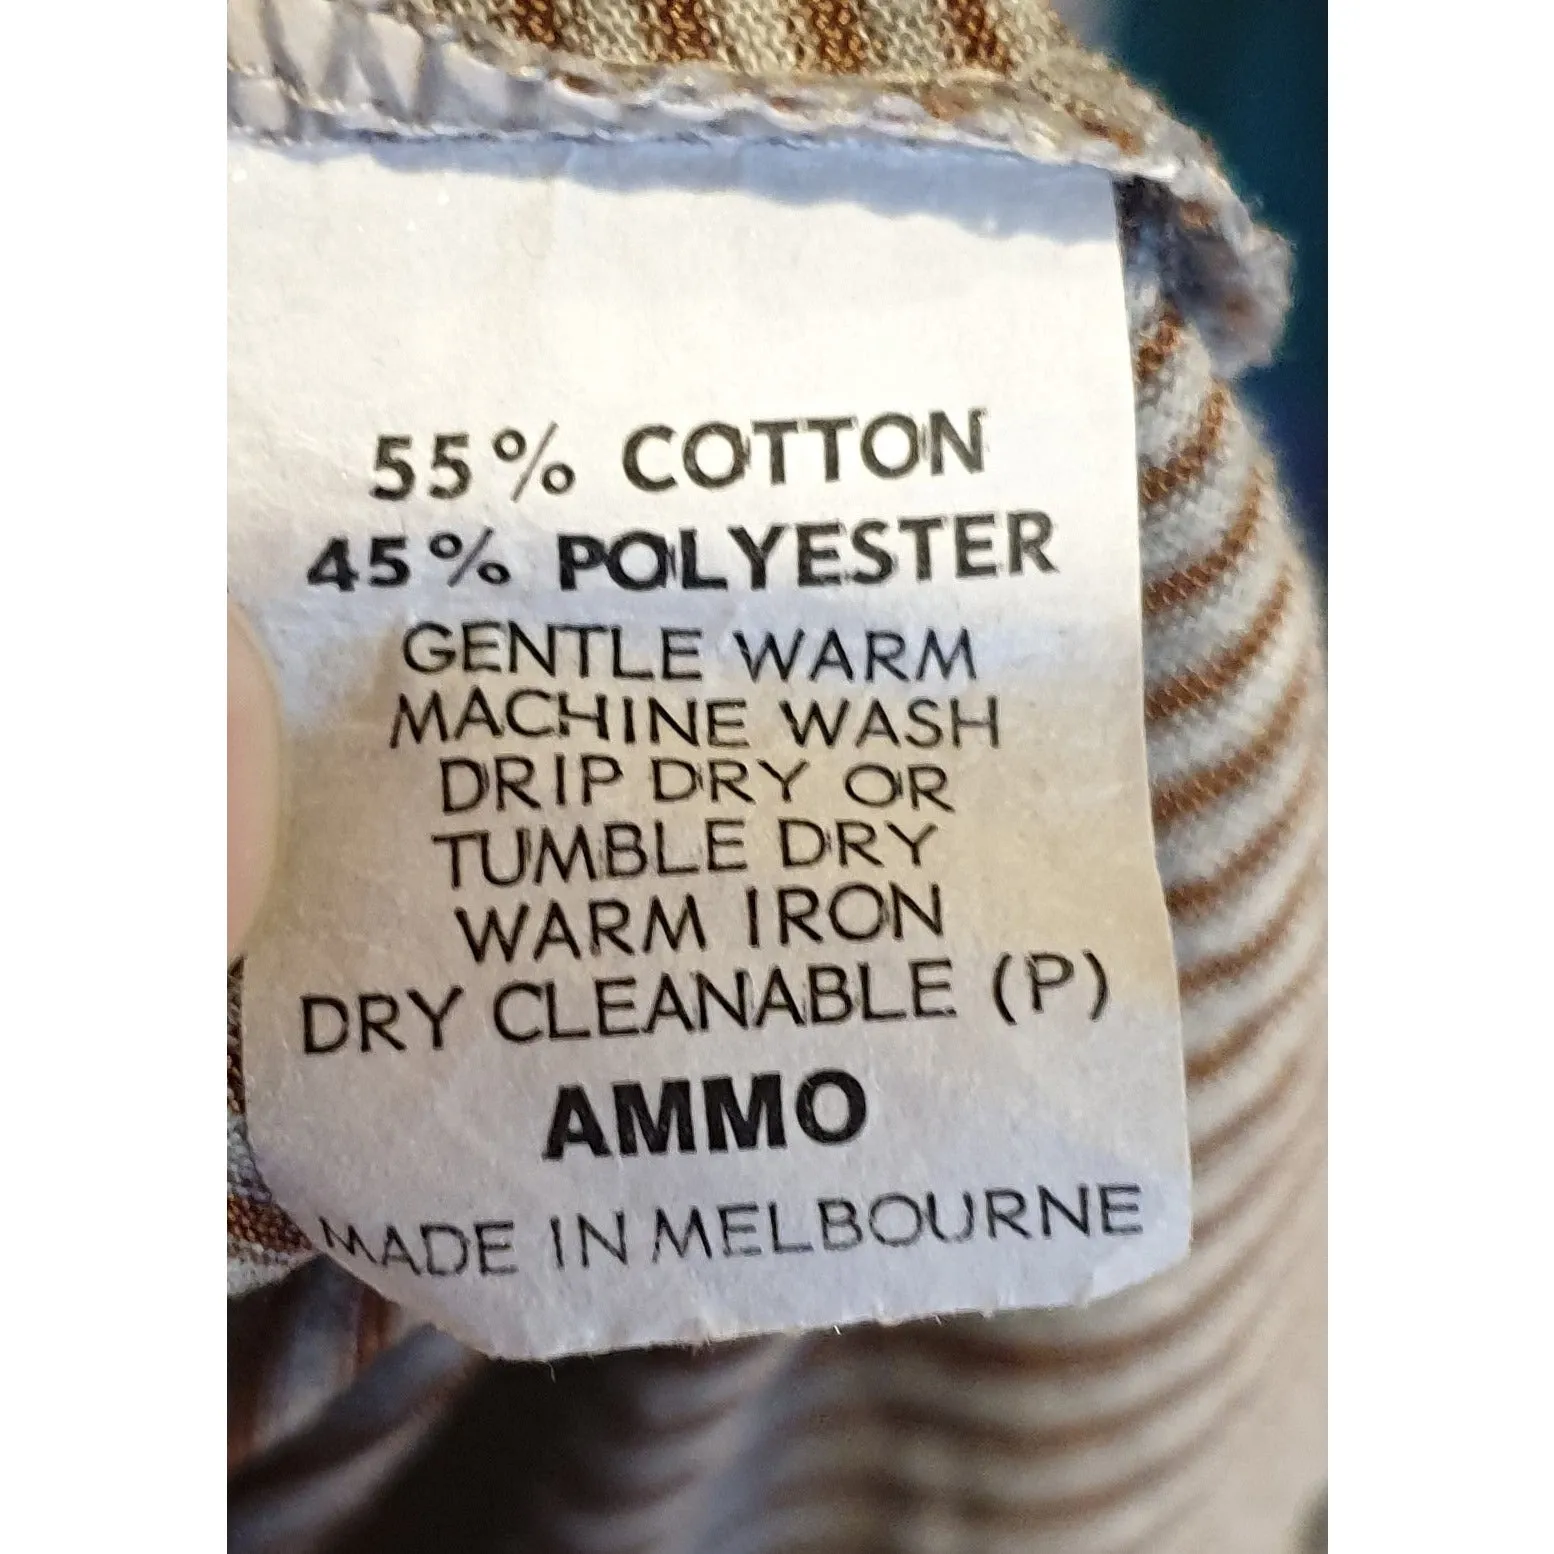 55% COTTON
45% POLYESTER
GENTLE WARM
MACHINE WASH
DRIP DRY OR
TUMBLE DRY
WARM IRON
DRY CLEANABLE (P)
AMMO
MADE IN MELBOURNE